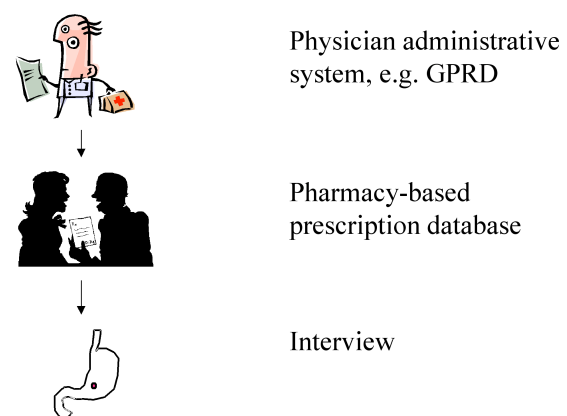 Physician administrative
system, e.g. GPRD
Pharmacy-based
prescription database
Interview